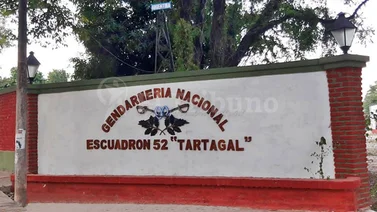 GENDARMERIA NACIONAL
ESCUADRON 52 "TARTAGAL"